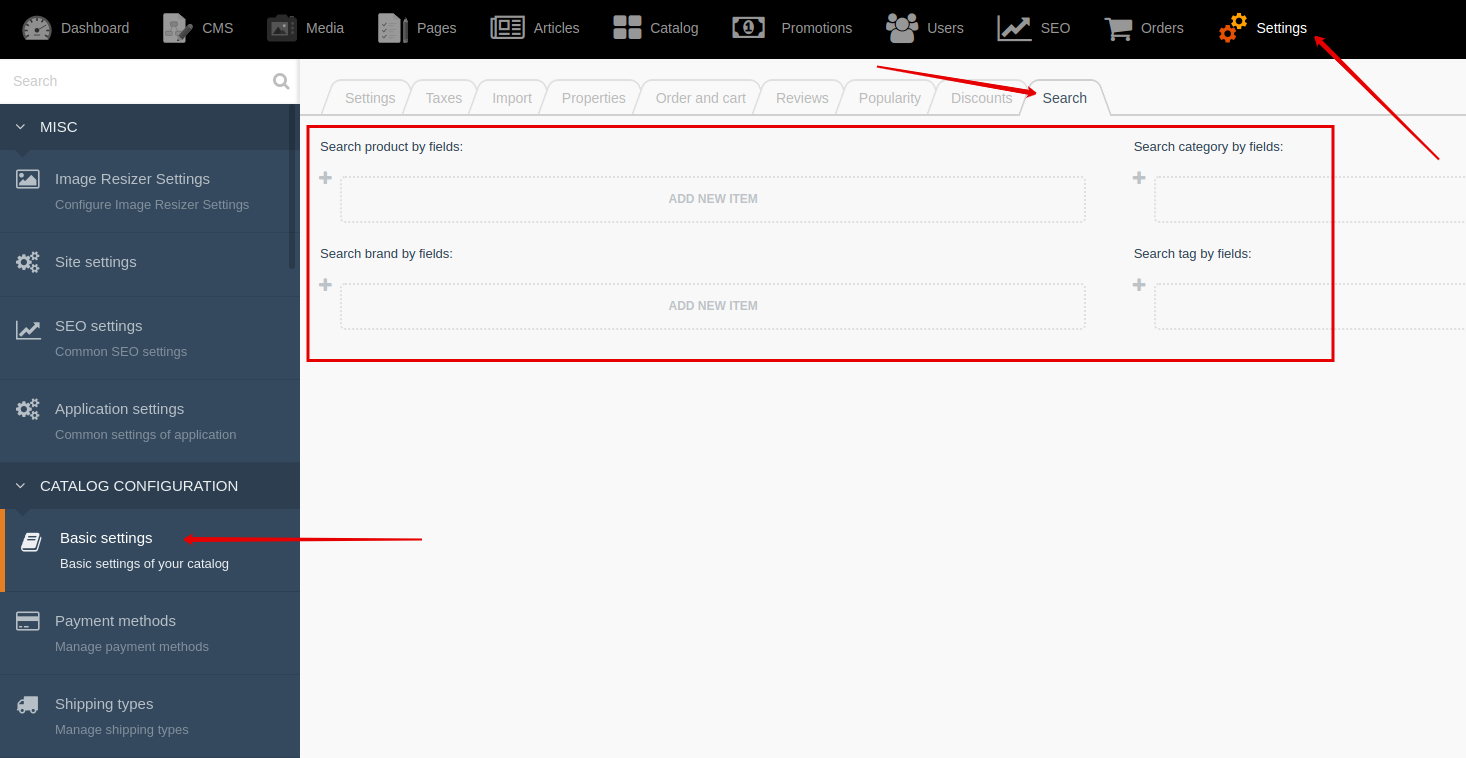 Dashboard CMS Media Pages Articles Catalog Promotions Users SEO Orders Settings
Search
MISC
Image Resizer Settings
Configure Image Resizer Settings
Site settings
SEO settings
Common SEO settings
Application settings
Common settings of application
CATALOG CONFIGURATION
Basic settings
Basic settings of your catalog
Payment methods
Manage payment methods
Shipping types
Manage shipping types
Settings Taxes Import Properties Order and cart Reviews Popularity Discounts Search
Search product by fields: Search category by fields:
ADD NEW ITEM
Search brand by fields: Search tag by fields:
ADD NEW ITEM